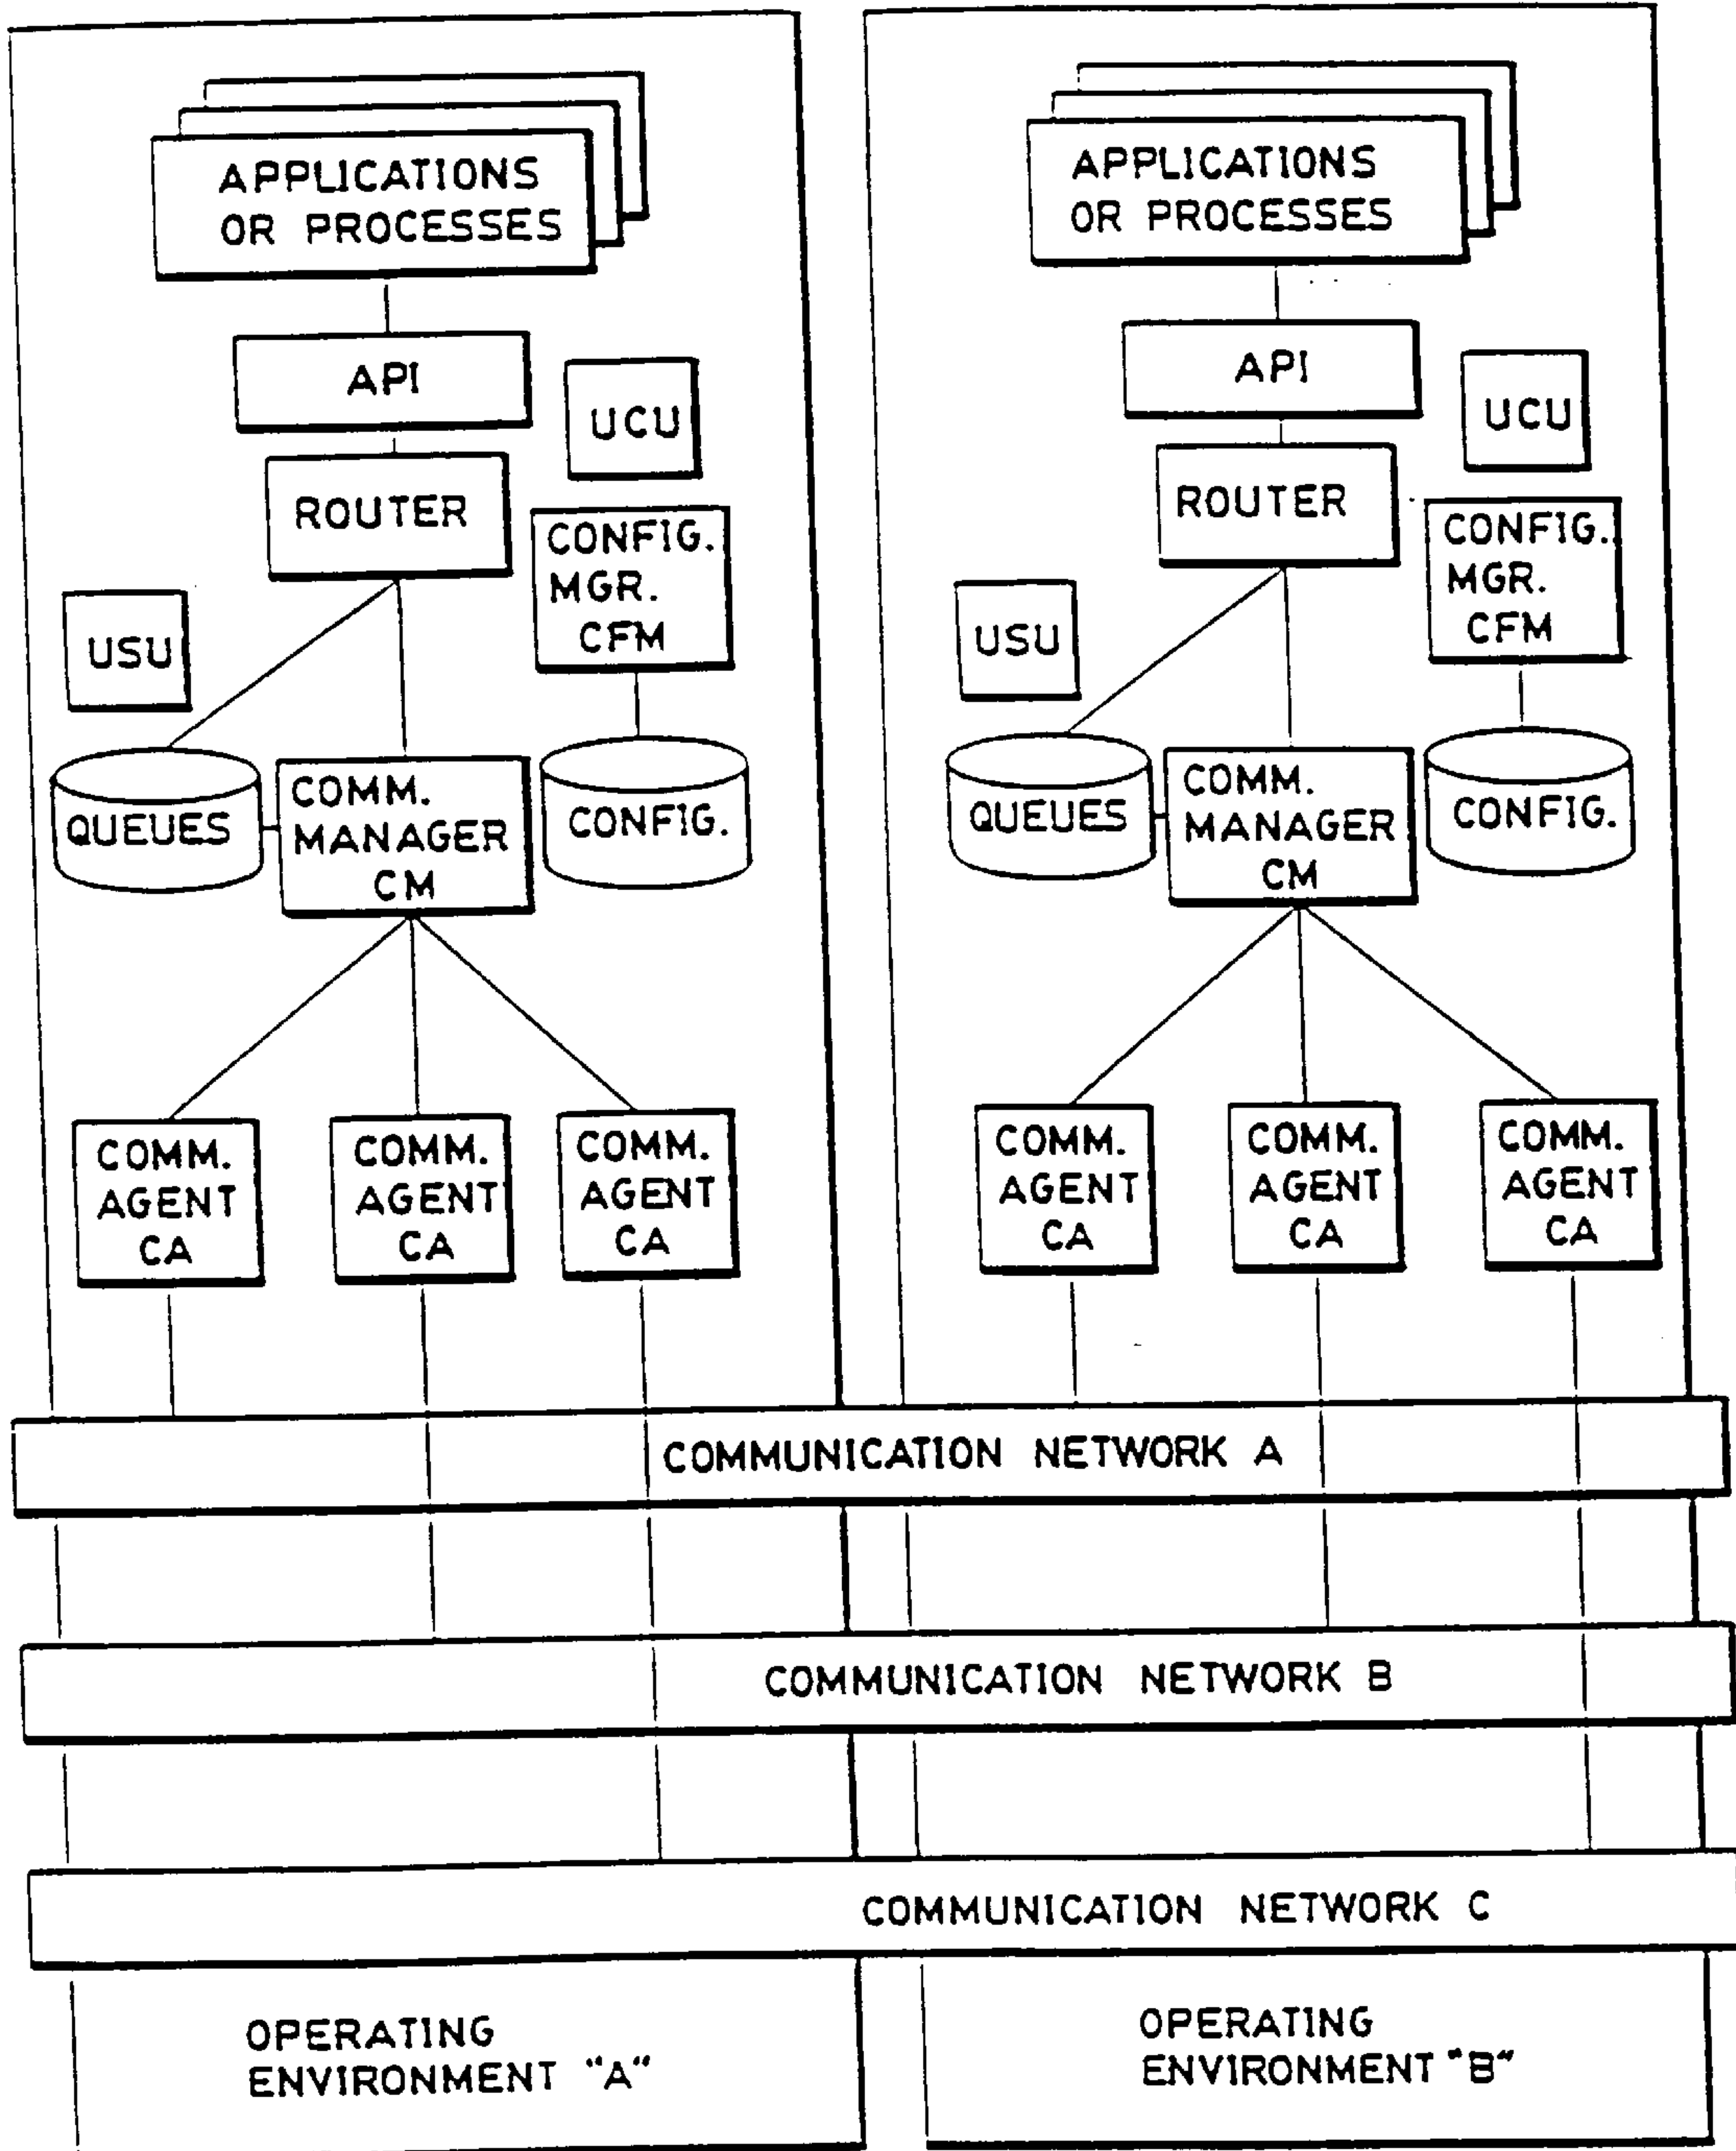 APPLICATIONS
OR PROCESSES
API
UCU
ROUTER
CONFIG.
MGR.
CFM
USU
QUEUES
COMM.
MANAGER
CM
CONFIG.
COMM.
AGENT
CA
COMM.
AGENT
CA
COMM.
AGENT
CA
APPLICATIONS
OR PROCESSES
API
UCU
ROUTER
CONFIG.
MGR.
CFM
USU
QUEUES
COMM.
MANAGER
CM
CONFIG.
COMM.
AGENT
CA
COMM.
AGENT
CA
COMM.
AGENT
CA
COMMUNICATION NETWORK A
COMMUNICATION NETWORK B
COMMUNICATION NETWORK C
OPERATING
ENVIRONMENT "A"
OPERATING
ENVIRONMENT "B"